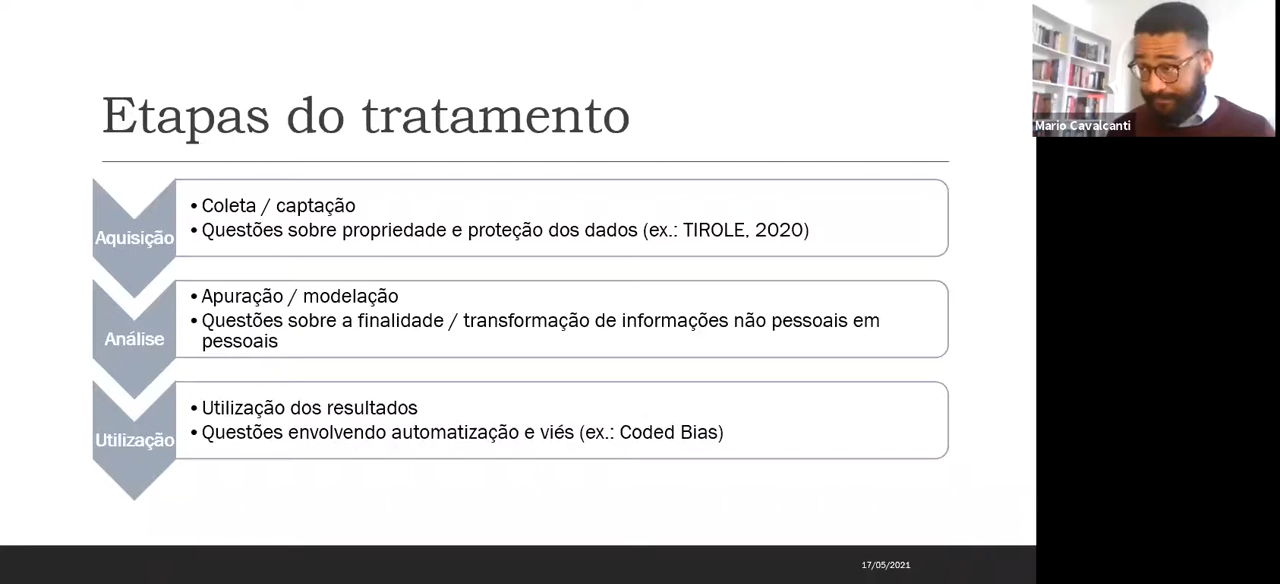 Etapas do tratamento
Mario Cavalcanti
Aquisição
• Coleta / captação
• Questões sobre propriedade e proteção dos dados (ex.: TIROLE, 2020)
Análise
• Apuração / modelação
• Questões sobre a finalidade / transformação de informações não pessoais em
pessoais
Utilização
• Utilização dos resultados
• Questões envolvendo automatização e viés (ex.: Coded Bias)
17/05/2021